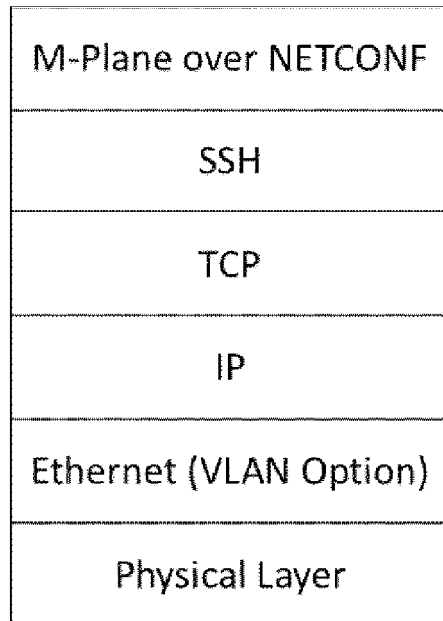 M-Plane over NETCONF
SSH
TCP
IP
Ethernet (VLAN Option)
Physical Layer